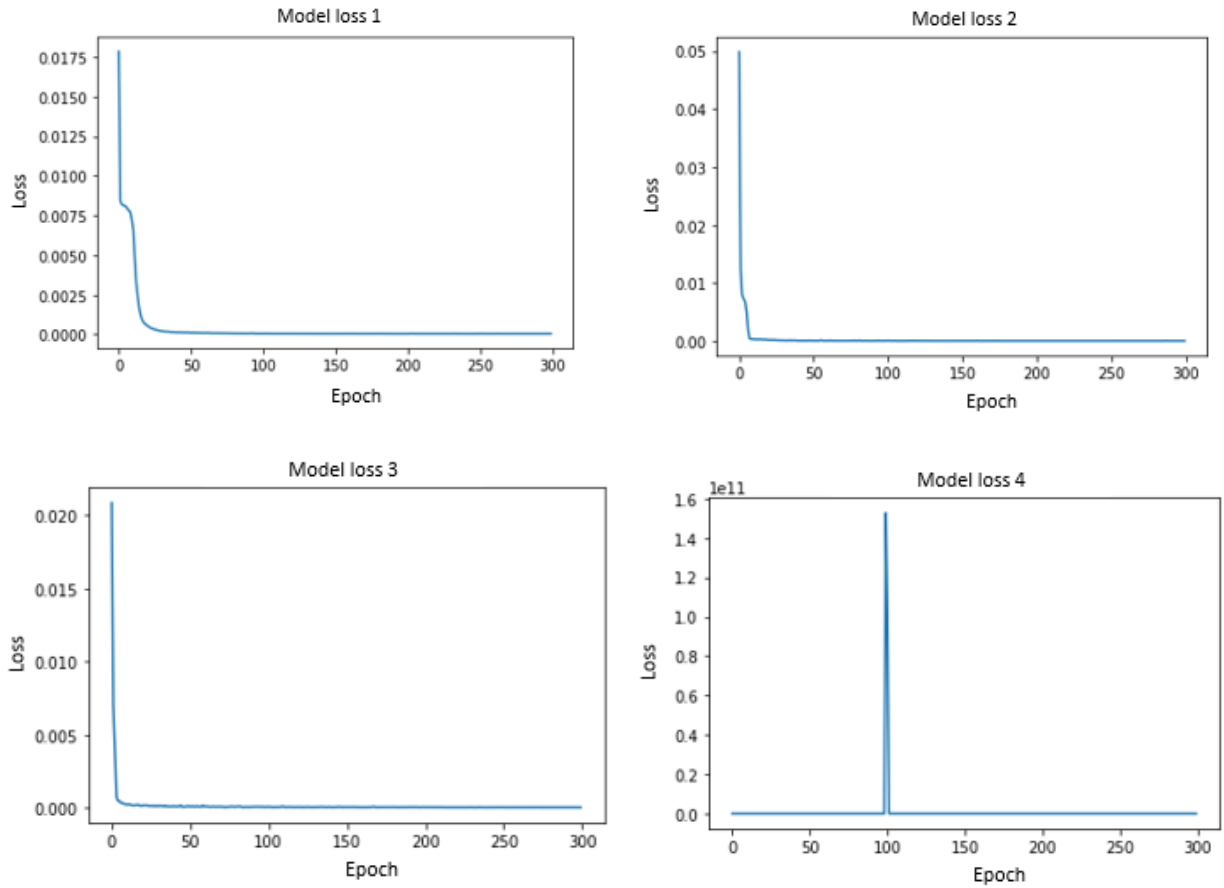 Model loss 1
0.0175
0.0150
0.0125
0.0100
0.0075
0.0050
0.0025
0.0000
Loss
0 50 100 150 200 250 300
Epoch
Model loss 2
0.05
0.04
0.03
0.02
0.01
0.00
Loss
0 50 100 150 200 250 300
Epoch
Model loss 3
0.020
0.015
0.010
0.005
0.000
Loss
0 50 100 150 200 250 300
Epoch
Model loss 4
1e11
1.6
1.4
1.2
1.0
0.8
0.6
0.4
0.2
0.0
Loss
0 50 100 150 200 250 300
Epoch